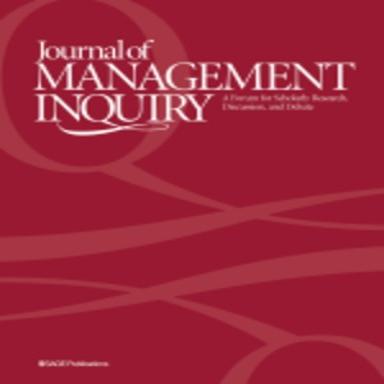 Journal of
MANAGEMENT
INQUIRY
A Forum for Scholarly Research,
Discussion, and Debate
SAGE Publications